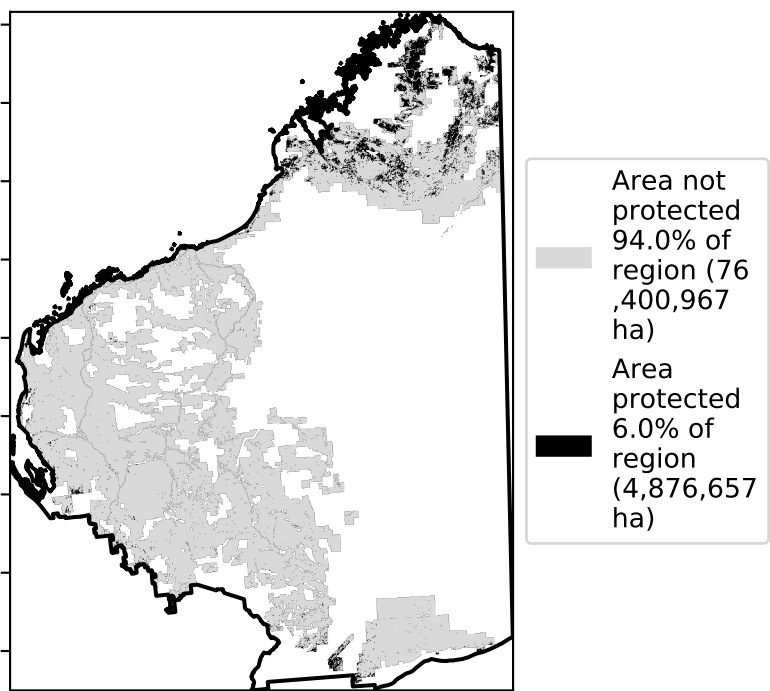 Area not
protected
94.0% of
region (76
,400,967
ha)
Area
protected
6.0% of
region
(4,876,657
ha)